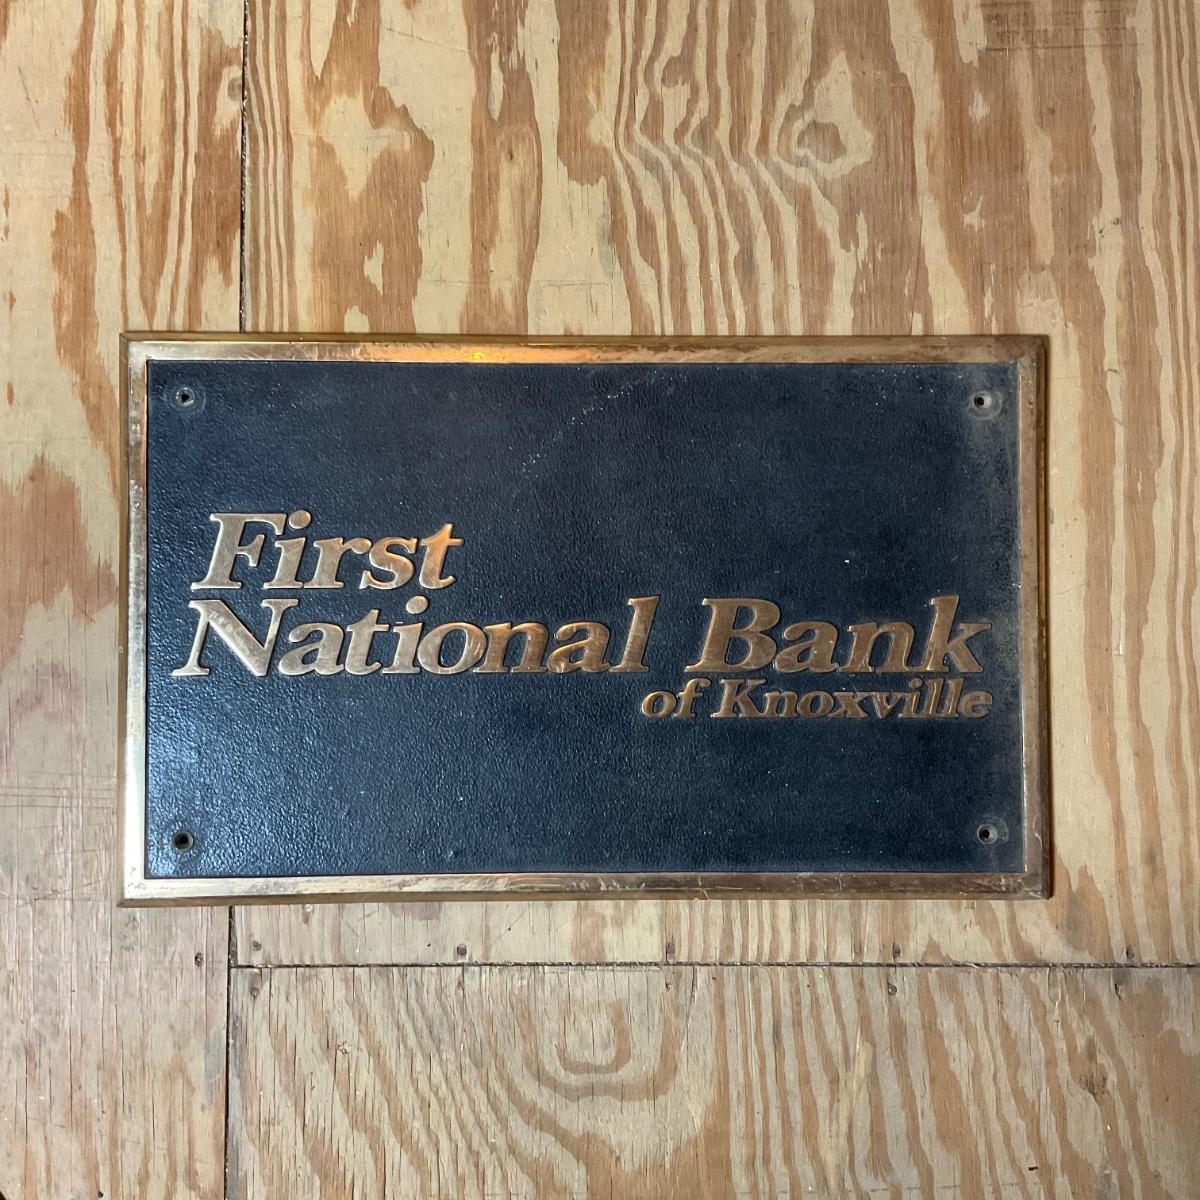 First
National Bank
of Knoxville